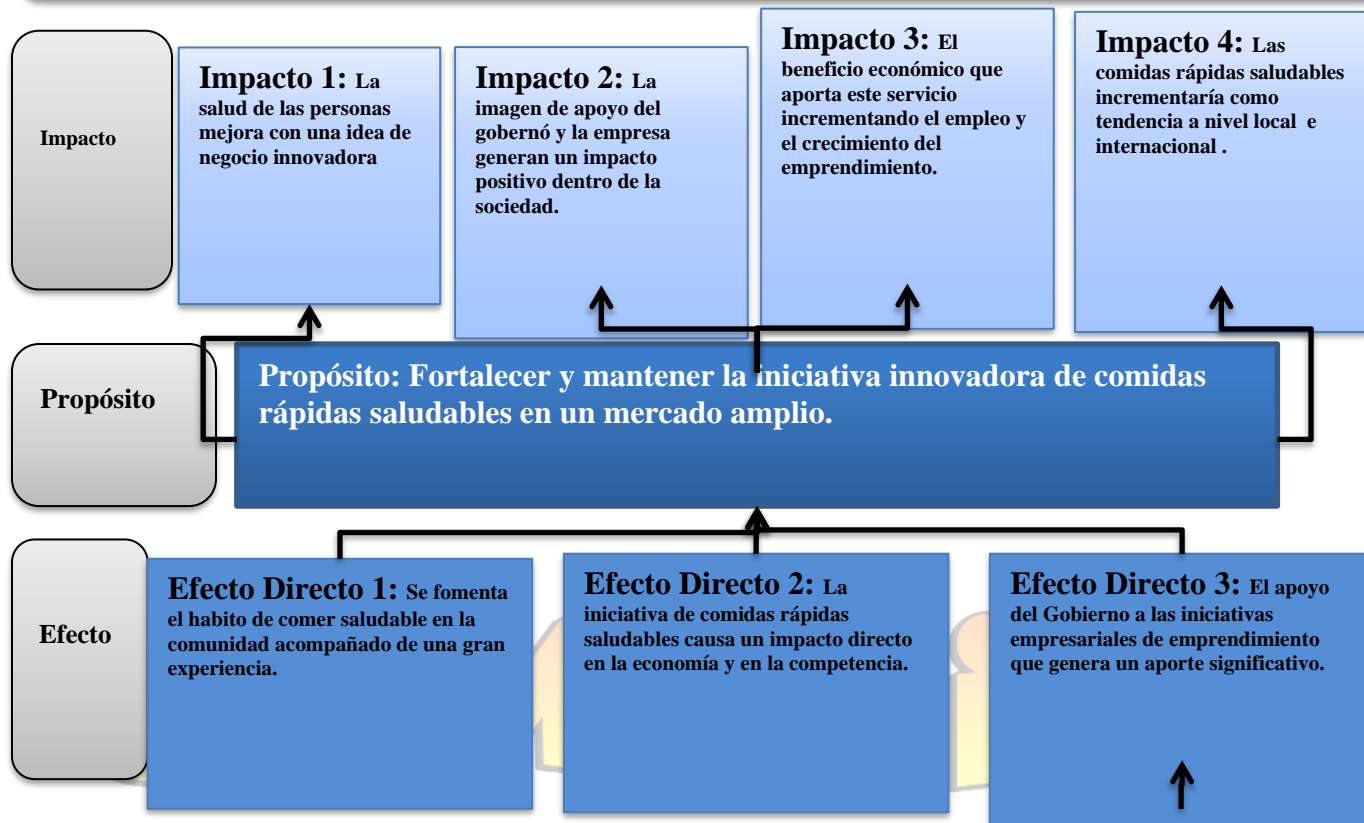 Impacto
Impacto 1: La
salud de las personas
mejora con una idea de
negocio innovadora
Impacto 2: La
imagen de apoyo del
gobernó y la empresa
generan un impacto
positivo dentro de la
sociedad.
Impacto 3: El
beneficio económico que
aporta este servicio
incrementando el empleo y
el crecimiento del
emprendimiento.
Impacto 4: Las
comidas rápidas saludables
incrementaría como
tendencia a nivel local e
internacional .
Propósito
Propósito: Fortalecer y mantener la iniciativa innovadora de comidas
rápidas saludables en un mercado amplio.
Efecto
Efecto Directo 1: Se fomenta
el habito de comer saludable en la
comunidad acompañado de una gran
experiencia.
Efecto Directo 2: La
iniciativa de comidas rápidas
saludables causa un impacto directo
en la economía y en la competencia.
Efecto Directo 3: El apoyo
del Gobierno a las iniciativas
empresariales de emprendimiento
que genera un aporte significativo.